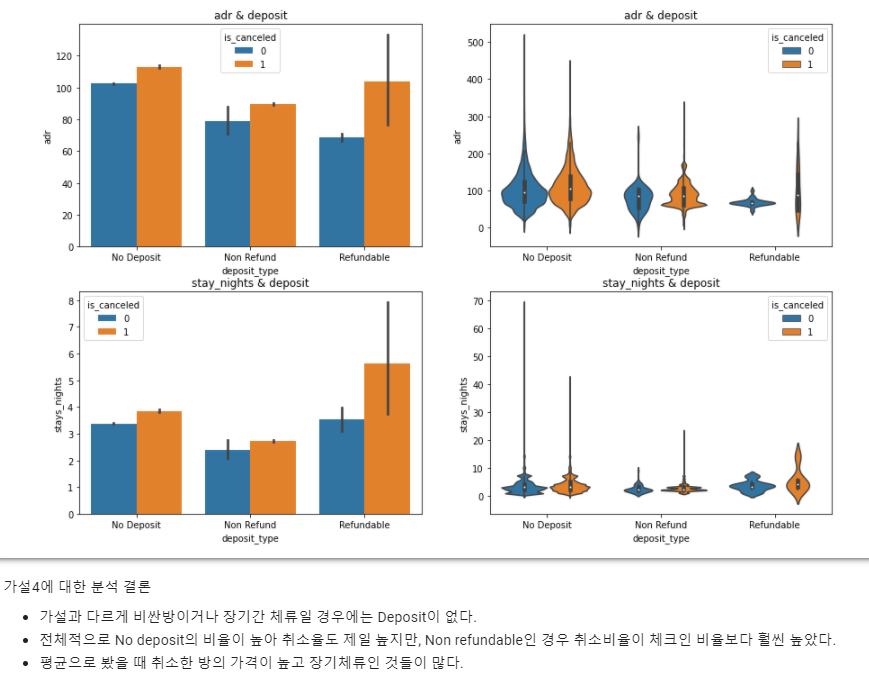 adr & deposit
adr
120
100
80
60
40
20
0
is_canceled
0
1
No Deposit
Non Refund
Refundable
deposit_type
adr & deposit
adr
500
400
300
200
100
0
is_canceled
0
1
No Deposit
Non Refund
Refundable
deposit_type
stay_nights & deposit
stays_nights
8
7
6
5
4
3
2
1
0
is_canceled
0
1
No Deposit
Non Refund
Refundable
deposit_type
stay_nights & deposit
stays_nights
70
60
50
40
30
20
10
0
is_canceled
0
1
No Deposit
Non Refund
Refundable
deposit_type
가설4에 대한 분석 결론
가설과 다르게 비싼방이거나 장기간 체류일 경우에는 Deposit이 없다.
전체적으로 No deposit의 비율이 높아 취소율도 제일 높지만, Non refundable인 경우 취소비율이 체크인 비율보다 훨씬 높았다.
평균으로 봤을 때 취소한 방의 가격이 높고 장기체류인 것들이 많다.